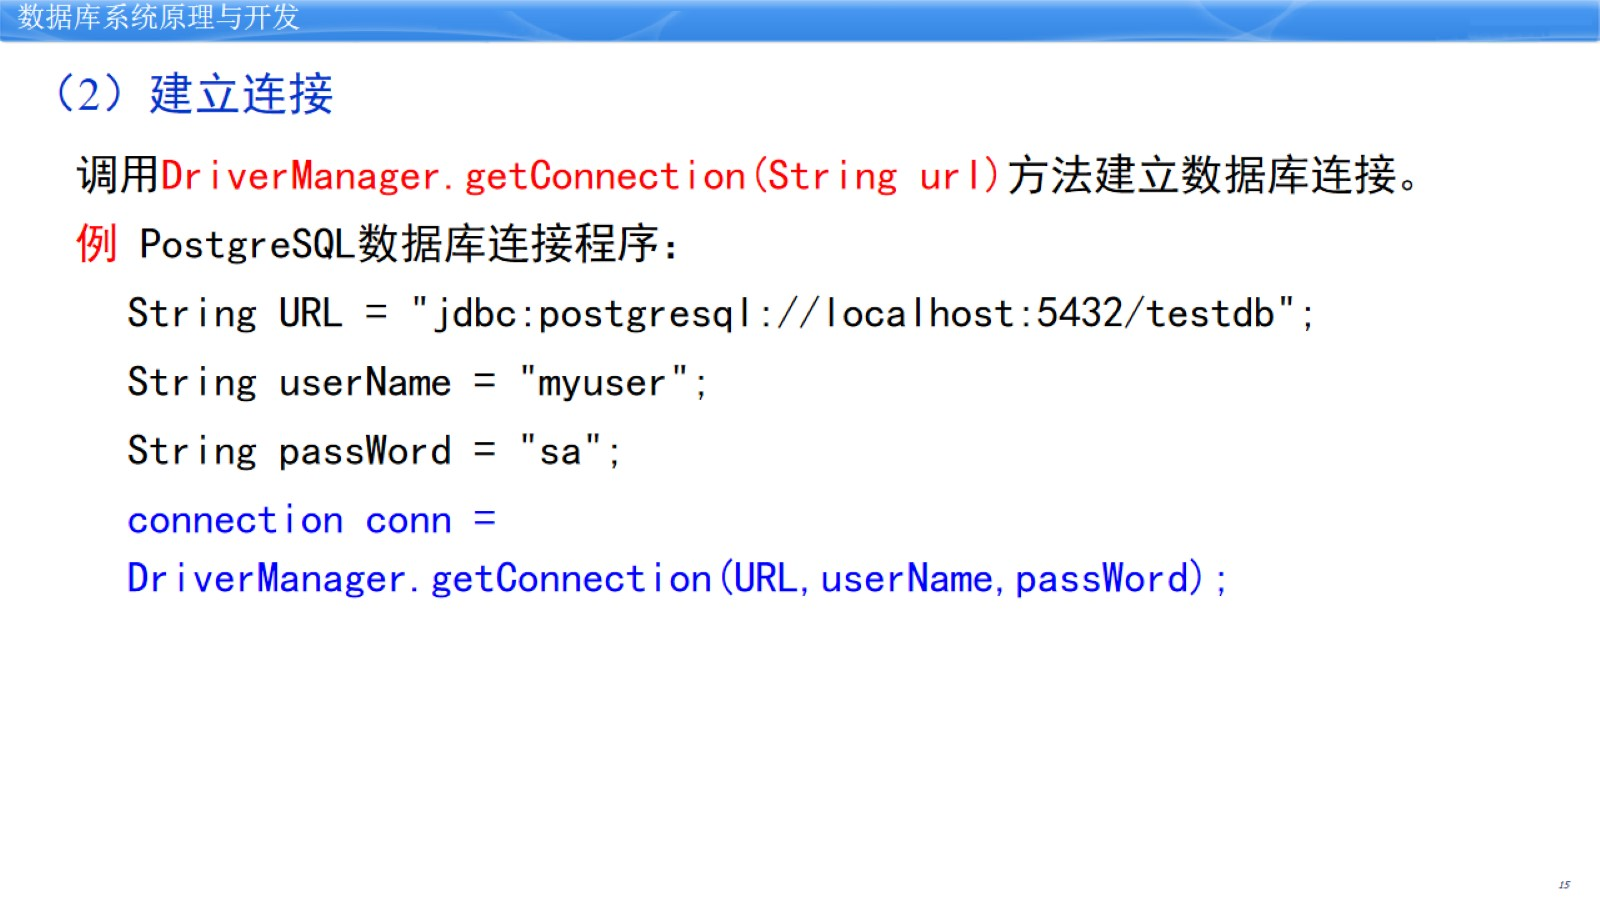 数据库系统原理与开发
（2）建立连接
调用DriverManager.getConnection(String url)方法建立数据库连接。
例 PostgreSQL数据库连接程序：
String URL = "jdbc:postgresql://localhost:5432/testdb";
String userName = "myuser";
String passWord = "sa";
connection conn =
DriverManager.getConnection(URL,userName,passWord);
15